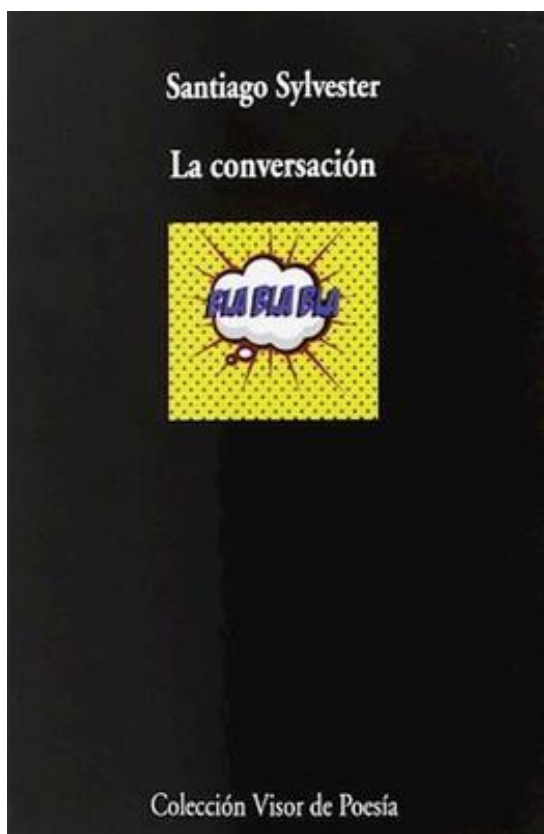 Santiago Sylvester
La conversación
BLA BLA BLA
Colección Visor de Poesía